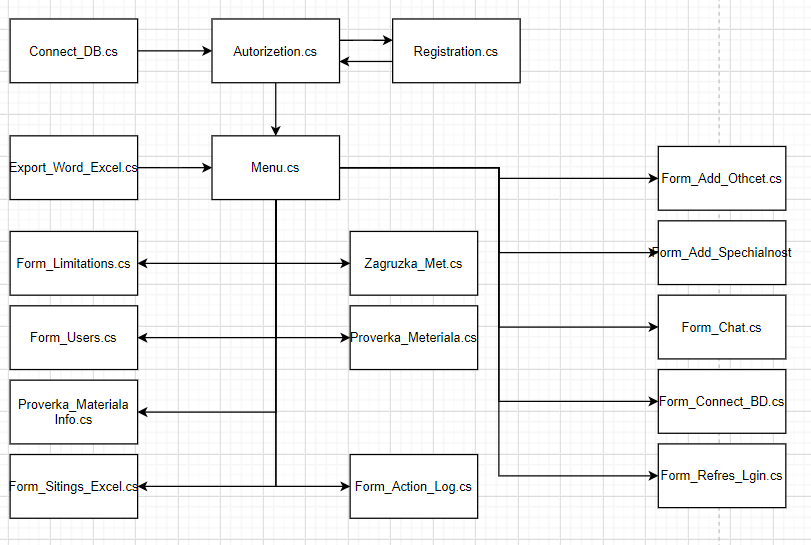 Connect_DB.cs
Autorizetion.cs
Registration.cs
Export_Word_Excel.cs
Menu.cs
Form_Add_Othcet.cs
Form_Add_Spechialnost
Form_Limitations.cs
Zagruzka_Met.cs
Form_Chat.cs
Form_Users.cs
Proverka_Meteriala.cs
Form_Connect_BD.cs
Proverka_Materiala
Info.cs
Form_Refres_Lgin.cs
Form_Sitings_Excel.cs
Form_Action_Log.cs